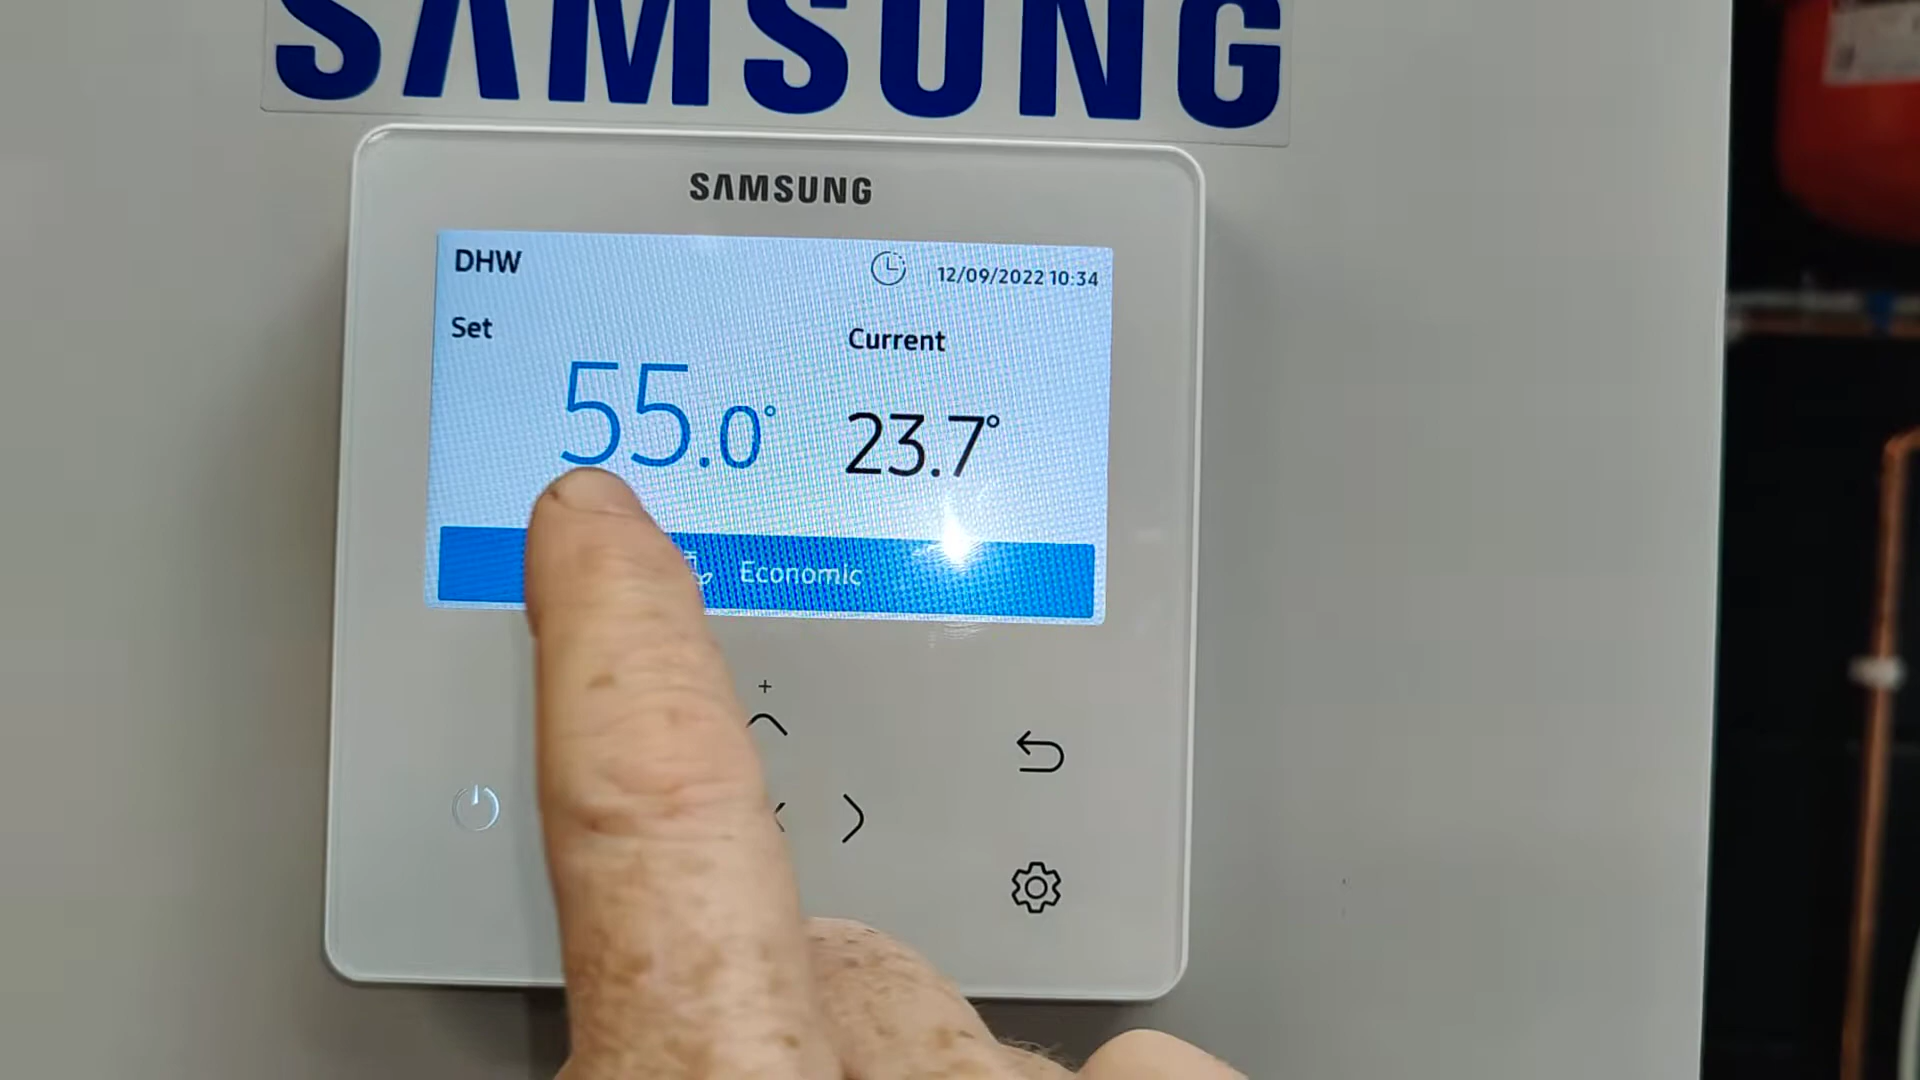 SAMSUNG
SAMSUNG
DHW
12/09/2022 10:34
Set
Current
55.0°
23.7°
Economic
+